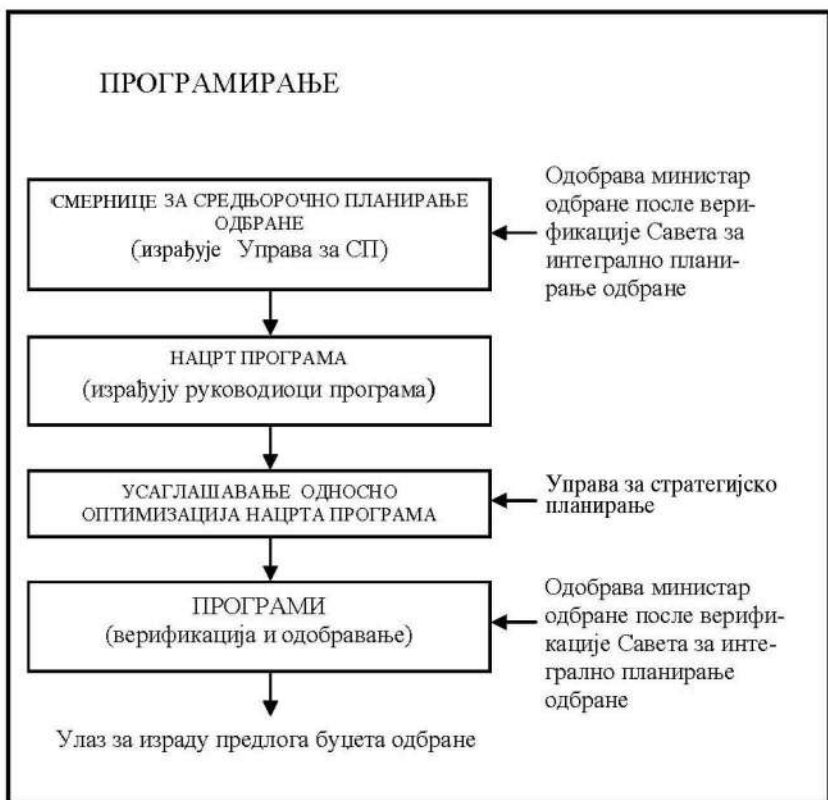 ПРОГРАМИРАЊЕ
СМЕРНИЦЕ ЗА СРЕДЊОРОЧНО ПЛАНИРАЊЕ
ОДБРАНЕ
(израђује Управа за СП)
Одобрава министар
одбране после вери-
фикације Савета за
интегрално плани-
рање одбране
НАЦРТ ПРОГРАМА
(израђују руководиоци програма)
УСАГЛАШАВАЊЕ ОДНОСНО
ОПТИМИЗАЦИЈА НАЦРТА ПРОГРАМА
Управа за стратегијско
планирање
ПРОГРАМИ
(верификација и одобравање)
Одобрава министар
одбране после верифи-
кације Савета за инте-
грално планирање
одбране
Улаз за израду предлога буџета одбране